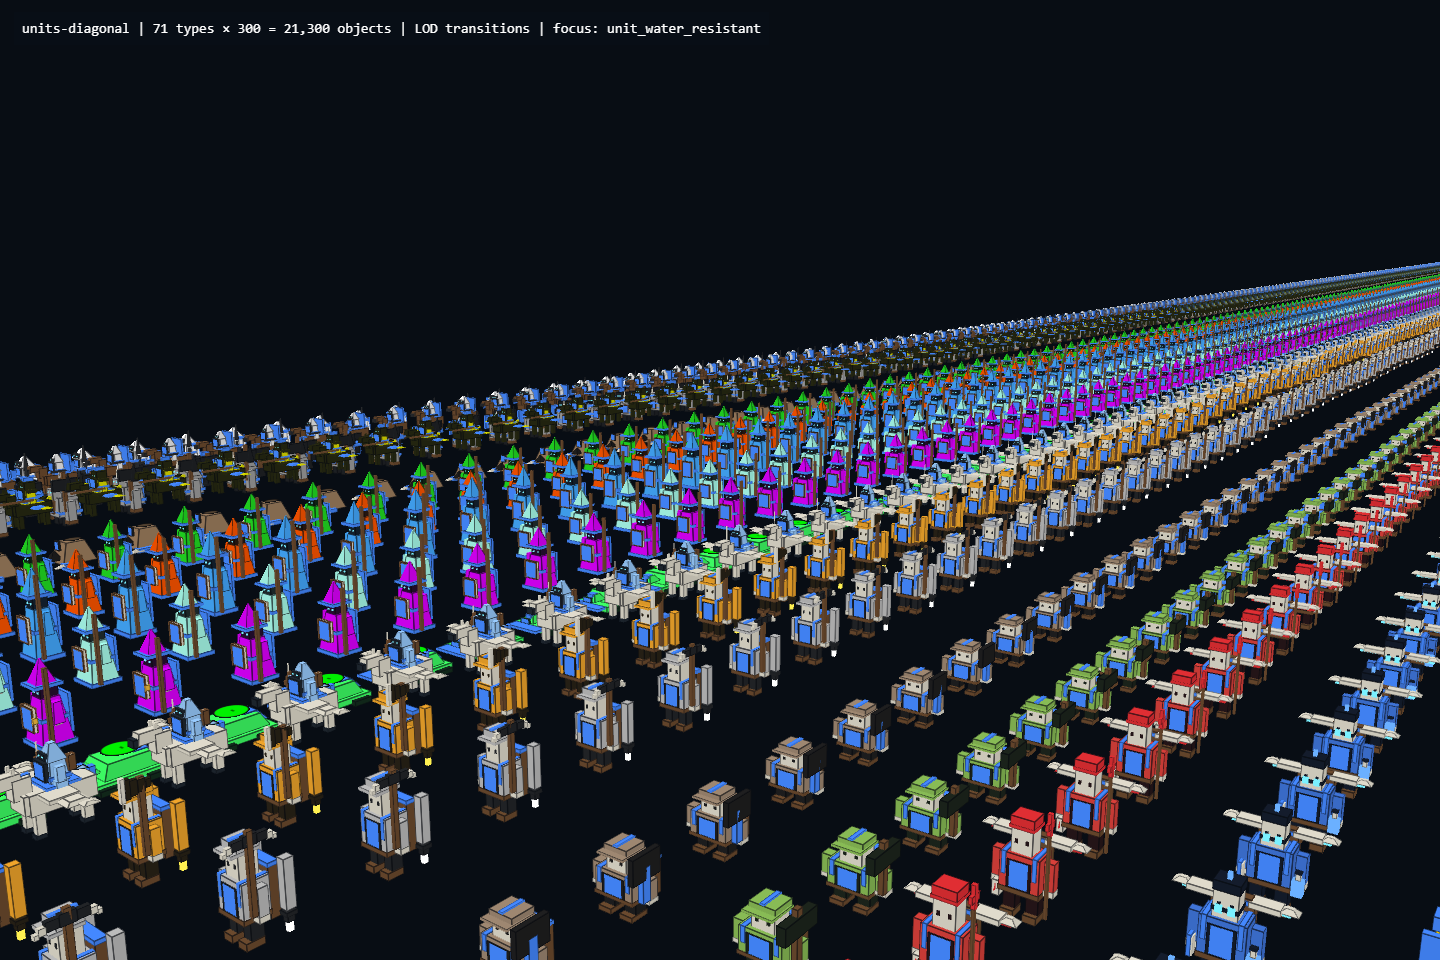 units-diagonal | 71 types × 300 = 21,300 objects | LOD transitions | focus: unit_water_resistant